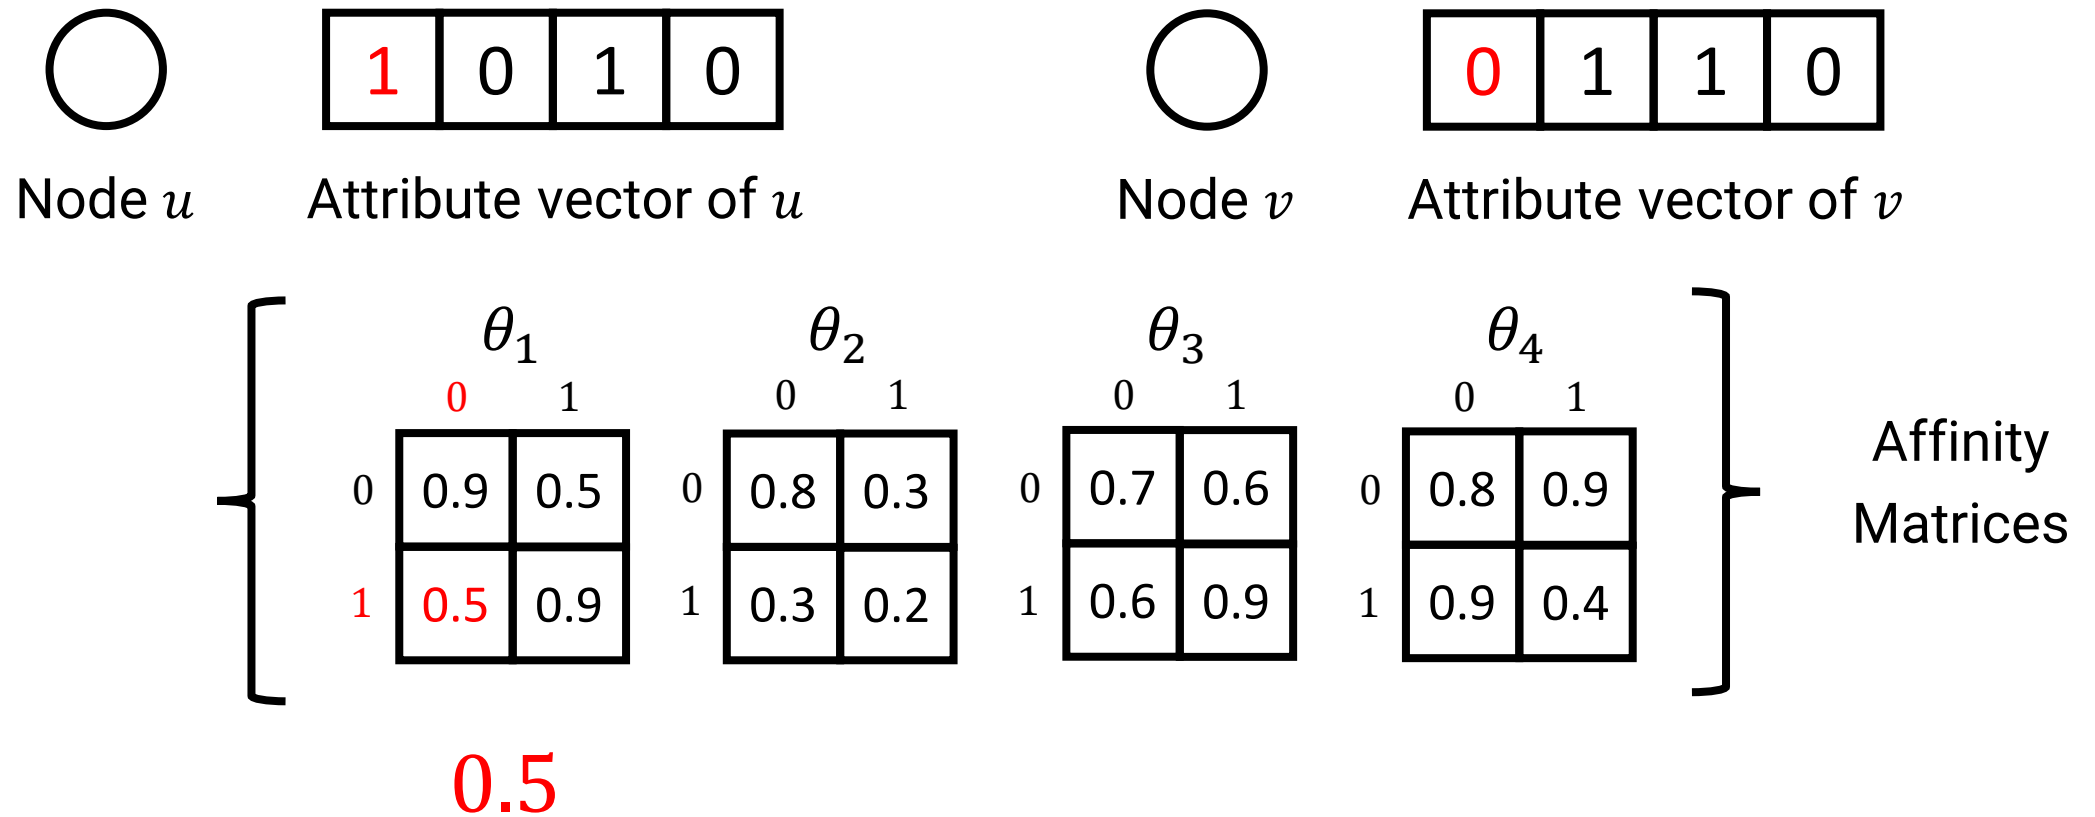 1 0 1 0
0 1 1 0
Node u
Attribute vector of u
Node v
Attribute vector of v
θ₁ θ₂ θ₃ θ₄
0 1 0 1 0 1 0 1
0 0.9 0.5 0 0.8 0.3 0 0.7 0.6 0 0.8 0.9
1 0.5 0.9 1 0.3 0.2 1 0.6 0.9 1 0.9 0.4
Affinity
Matrices
0.5